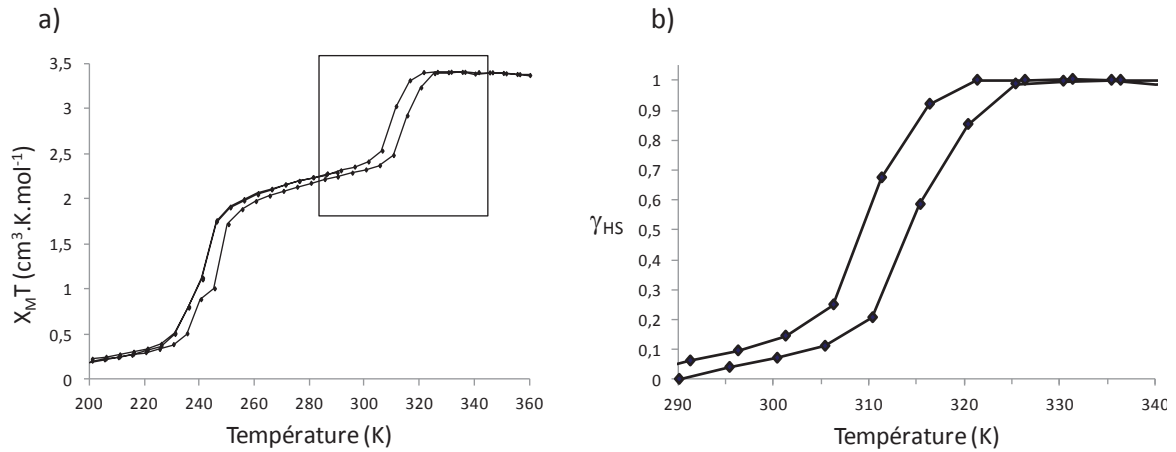 a)
3,5
3
2,5
2
1,5
1
0,5
0
X_MT (cm³.K.mol⁻¹)
200 220 240 260 280 300 320 340 360
Température (K)
b)
1
0,9
0,8
0,7
0,6
0,5
0,4
0,3
0,2
0,1
0
γHS
290 300 310 320 330 340
Température (K)